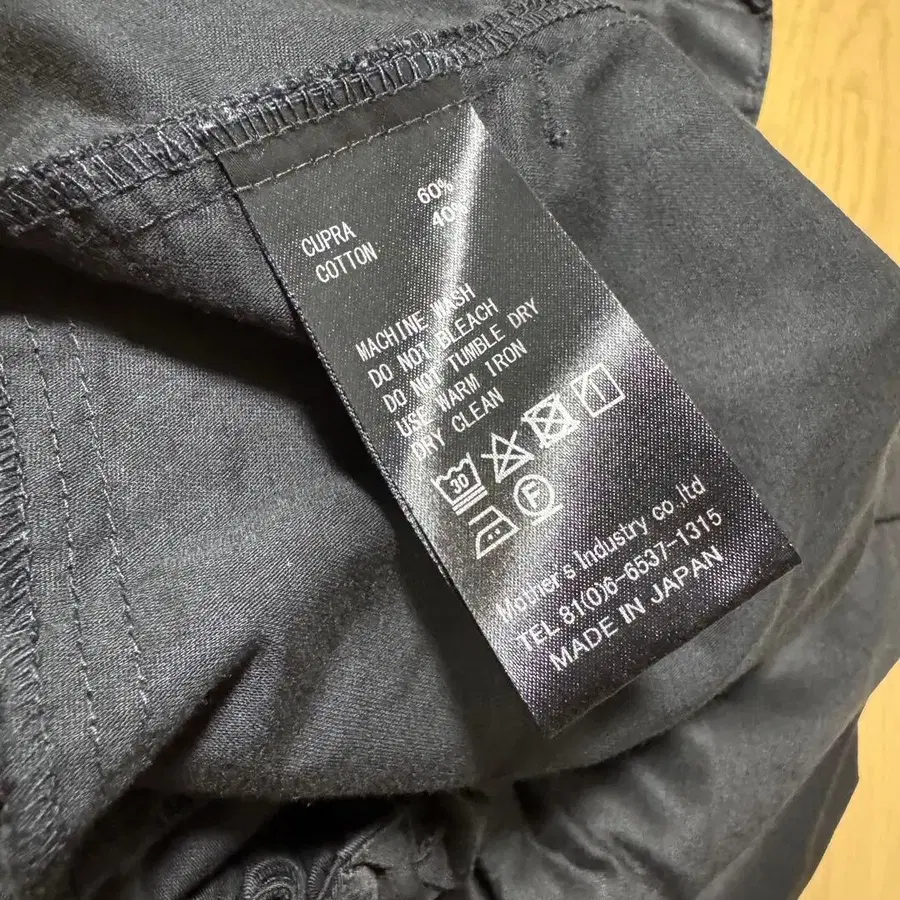 CUPRA 60%
COTTON 40%
MACHINE WASH
DO NOT BLEACH
DO NOT TUMBLE DRY
USE WARM IRON
DRY CLEAN
30
F
Mother's Industry co.,ltd
TEL 81(0)6-6537-1315
MADE IN JAPAN